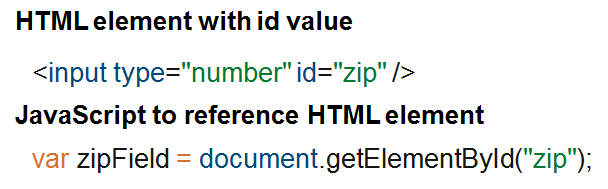 HTML element with id value
<input type="number" id="zip" />
JavaScript to reference HTML element
var zipField = document.getElementById("zip");